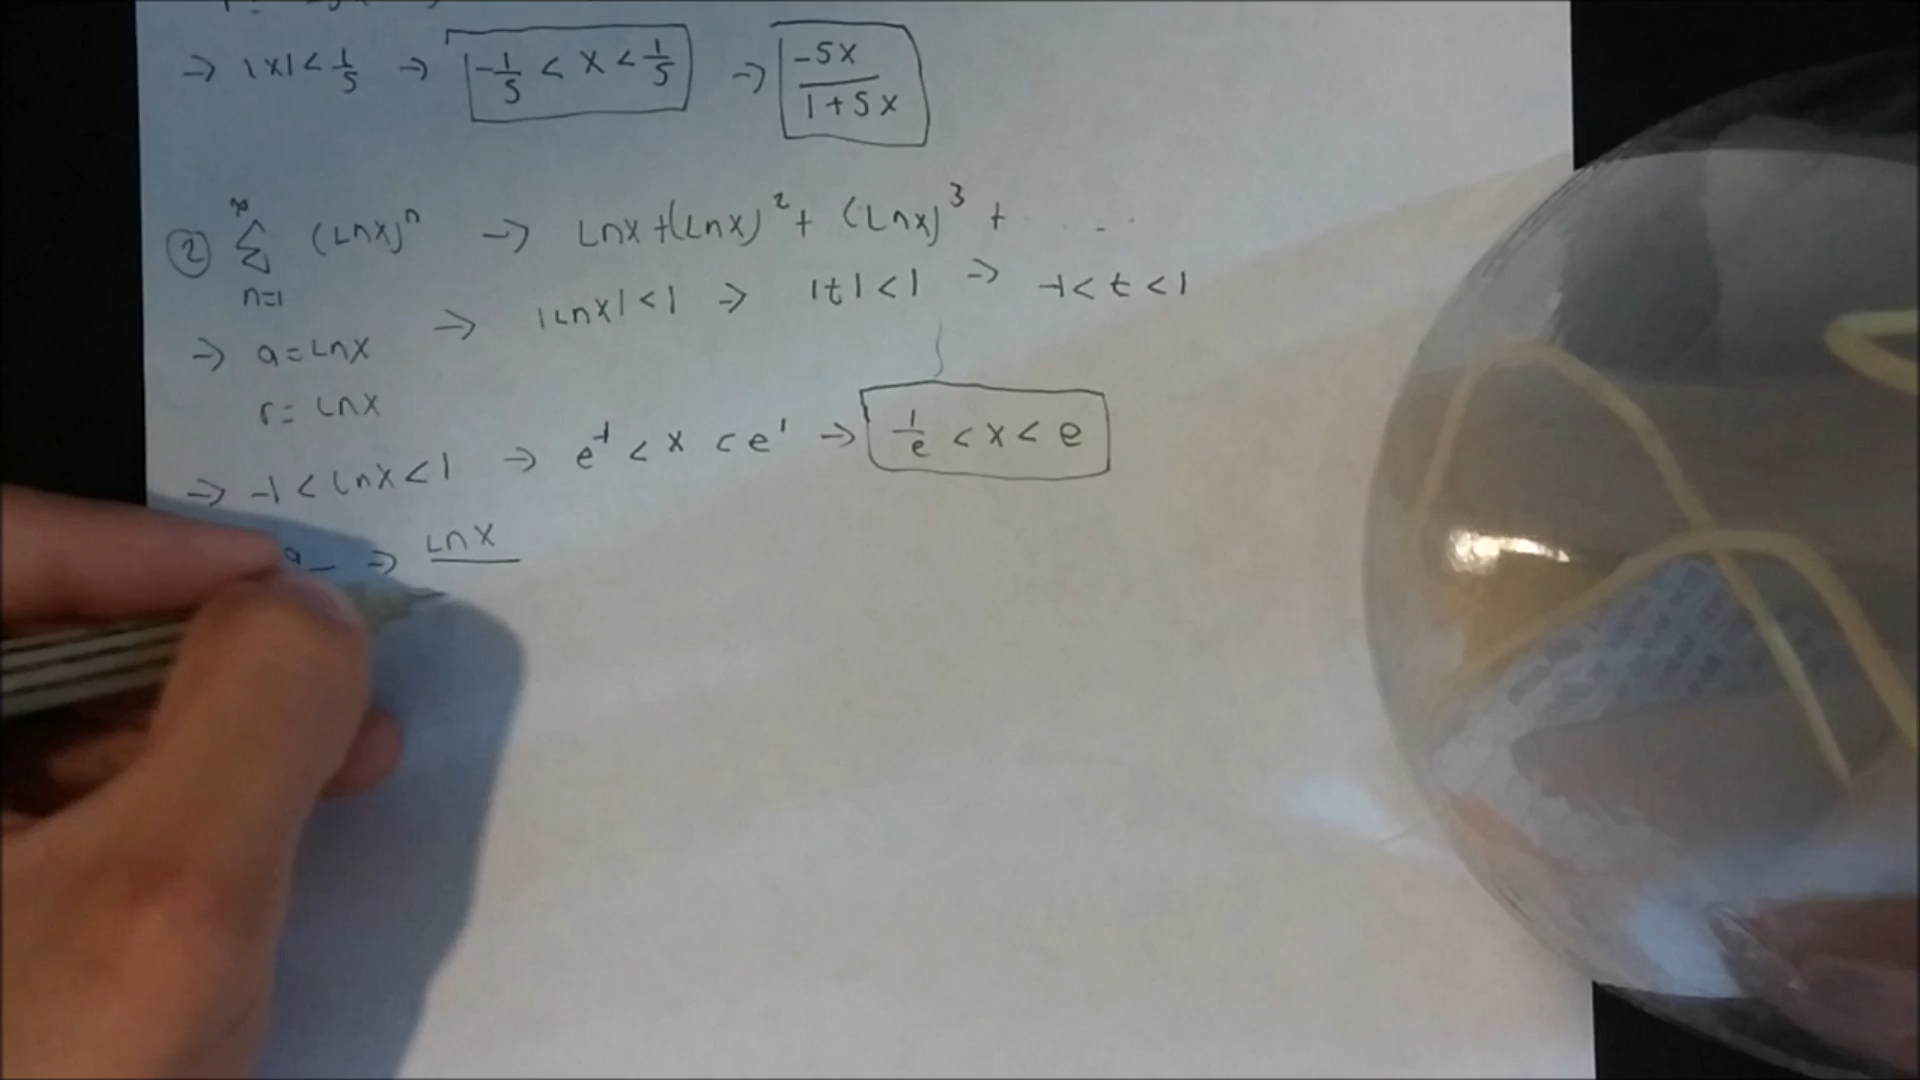 → |x| < 1/5 → -1/5 < x < 1/5 → -5x/(1+5x)
② ∞ Σ n=1 (Lnx)^n → Lnx + (Lnx)^2 + (Lnx)^3 + . . .
→ a = Lnx → |Lnx| < 1 → |t| < 1 → -1 < t < 1
r = Lnx
→ -1 < Lnx < 1 → e^-1 < x < e^1 → 1/e < x < e
a → Lnx